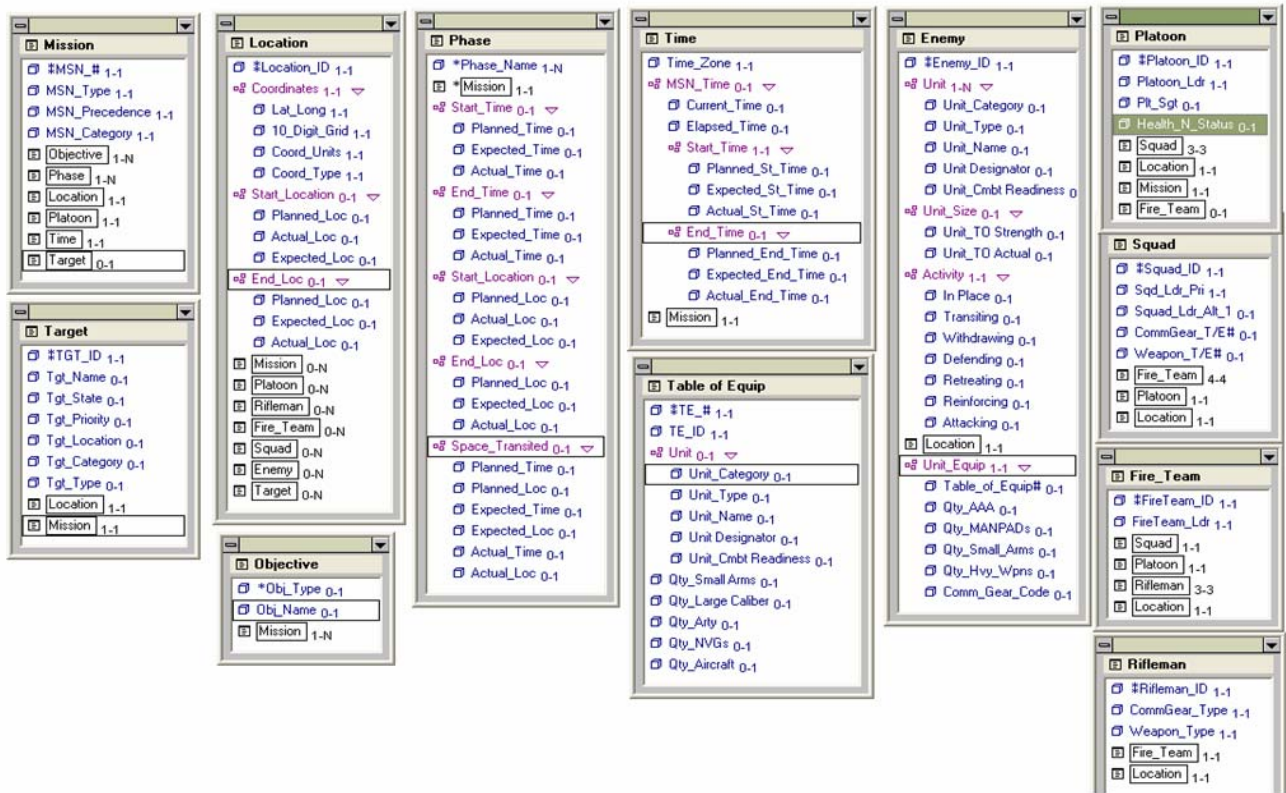 Mission
‡MSN_# 1-1
MSN_Type 1-1
MSN_Precedence 1-1
MSN_Category 1-1
Objective 1-N
Phase 1-N
Location 1-1
Platoon 1-1
Time 1-1
Target 0-1
Target
‡TGT_ID 1-1
Tgt_Name 0-1
Tgt_State 0-1
Tgt_Priority 0-1
Tgt_Location 0-1
Tgt_Category 0-1
Tgt_Type 0-1
Location 1-1
Mission 1-1
Location
‡Location_ID 1-1
Coordinates 1-1
Lat_Long 0-1
10_Digit_Grid 0-1
Coord_Units 1-1
Coord_Type 1-1
Start_Location 0-1
Planned_Loc 0-1
Actual_Loc 0-1
Expected_Loc 0-1
End_Loc 0-1
Planned_Loc 0-1
Expected_Loc 0-1
Actual_Loc 0-1
Mission 0-N
Platoon 0-N
Rifleman 0-N
Fire_Team 0-N
Squad 0-N
Enemy 0-N
Target 0-N
Objective
*Obj_Type 0-1
Obj_Name 0-1
Mission 1-N
Phase
*Phase_Name 1-N
*Mission 1-1
Start_Time 0-1
Planned_Time 0-1
Expected_Time 0-1
Actual_Time 0-1
End_Time 0-1
Planned_Time 0-1
Expected_Time 0-1
Actual_Time 0-1
Start_Location 0-1
Planned_Loc 0-1
Actual_Loc 0-1
Expected_Loc 0-1
End_Loc 0-1
Planned_Loc 0-1
Expected_Loc 0-1
Actual_Loc 0-1
Space_Transited 0-1
Planned_Time 0-1
Planned_Loc 0-1
Expected_Time 0-1
Expected_Loc 0-1
Actual_Time 0-1
Actual_Loc 0-1
Time
Time_Zone 1-1
MSN_Time 0-1
Current_Time 0-1
Elapsed_Time 0-1
Start_Time 1-1
Planned_St_Time 0-1
Expected_St_Time 0-1
Actual_St_Time 0-1
End_Time 0-1
Planned_End_Time 0-1
Expected_End_Time 0-1
Actual_End_Time 0-1
Mission 1-1
Table of Equip
‡TE_# 1-1
TE_ID 1-1
Unit 0-1
Unit_Category 0-1
Unit_Type 0-1
Unit_Name 0-1
Unit Designator 0-1
Unit_Cmbt Readiness 0-1
Qty_Small Arms 0-1
Qty_Large Caliber 0-1
Qty_Arty 0-1
Qty_NVGs 0-1
Qty_Aircraft 0-1
Enemy
‡Enemy_ID 1-1
Unit 1-N
Unit_Category 0-1
Unit_Type 0-1
Unit_Name 0-1
Unit Designator 0-1
Unit_Cmbt Readiness 0
Unit_Size 0-1
Unit_TO Strength 0-1
Unit_TO Actual 0-1
Activity 1-1
In Place 0-1
Transiting 0-1
Withdrawing 0-1
Defending 0-1
Retreating 0-1
Reinforcing 0-1
Attacking 0-1
Location 1-1
Unit_Equip 1-1
Table_of_Equip# 0-1
Qty_AAA 0-1
Qty_MANPADs 0-1
Qty_Small_Arms 0-1
Qty_Hvy_Wpns 0-1
Comm_Gear_Code 0-1
Platoon
‡Platoon_ID 1-1
Platoon_Ldr 1-1
Plt_Sgt 0-1
Health_N_Status 0-1
Squad 3-3
Location 1-1
Mission 1-1
Fire_Team 0-1
Squad
‡Squad_ID 1-1
Sqd_Ldr_Pri 1-1
Squad_Ldr_Alt_1 0-1
CommGear_T/E# 0-1
Weapon_T/E# 0-1
Fire_Team 4-4
Platoon 1-1
Location 1-1
Fire_Team
‡FireTeam_ID 1-1
FireTeam_Ldr 1-1
Squad 1-1
Platoon 1-1
Rifleman 3-3
Location 1-1
Rifleman
‡Rifleman_ID 1-1
CommGear_Type 1-1
Weapon_Type 1-1
Fire_Team 1-1
Location 1-1